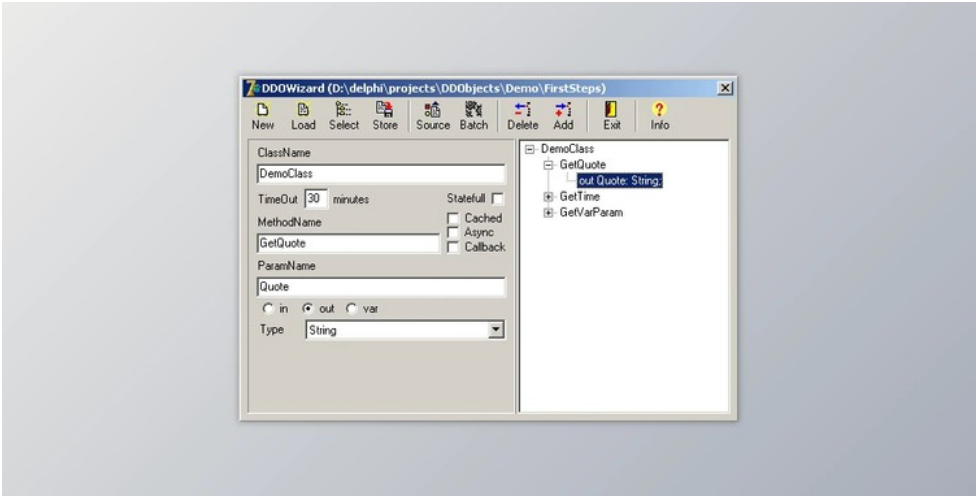 DDOWizard (D:\delphi\projects\DDObjects\Demo\FirstSteps)
New Load Select Store Source Batch Delete Add Exit Info
ClassName
DemoClass
TimeOut 30 minutes Statefull
MethodName
GetQuote
Cached
Async
Callback
ParamName
Quote
in out var
Type String
DemoClass
GetQuote
out Quote: String;
GetTime
GetVarParam